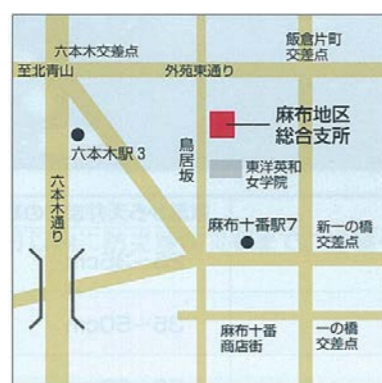 六本木交差点
飯倉片町
交差点
至北青山
外苑東通り
麻布地区
総合支所
鳥居坂
六本木駅3
東洋英和
女学院
六本木通り
麻布十番駅7
新一の橋
交差点
麻布十番
商店街
一の橋
交差点
35~50cm